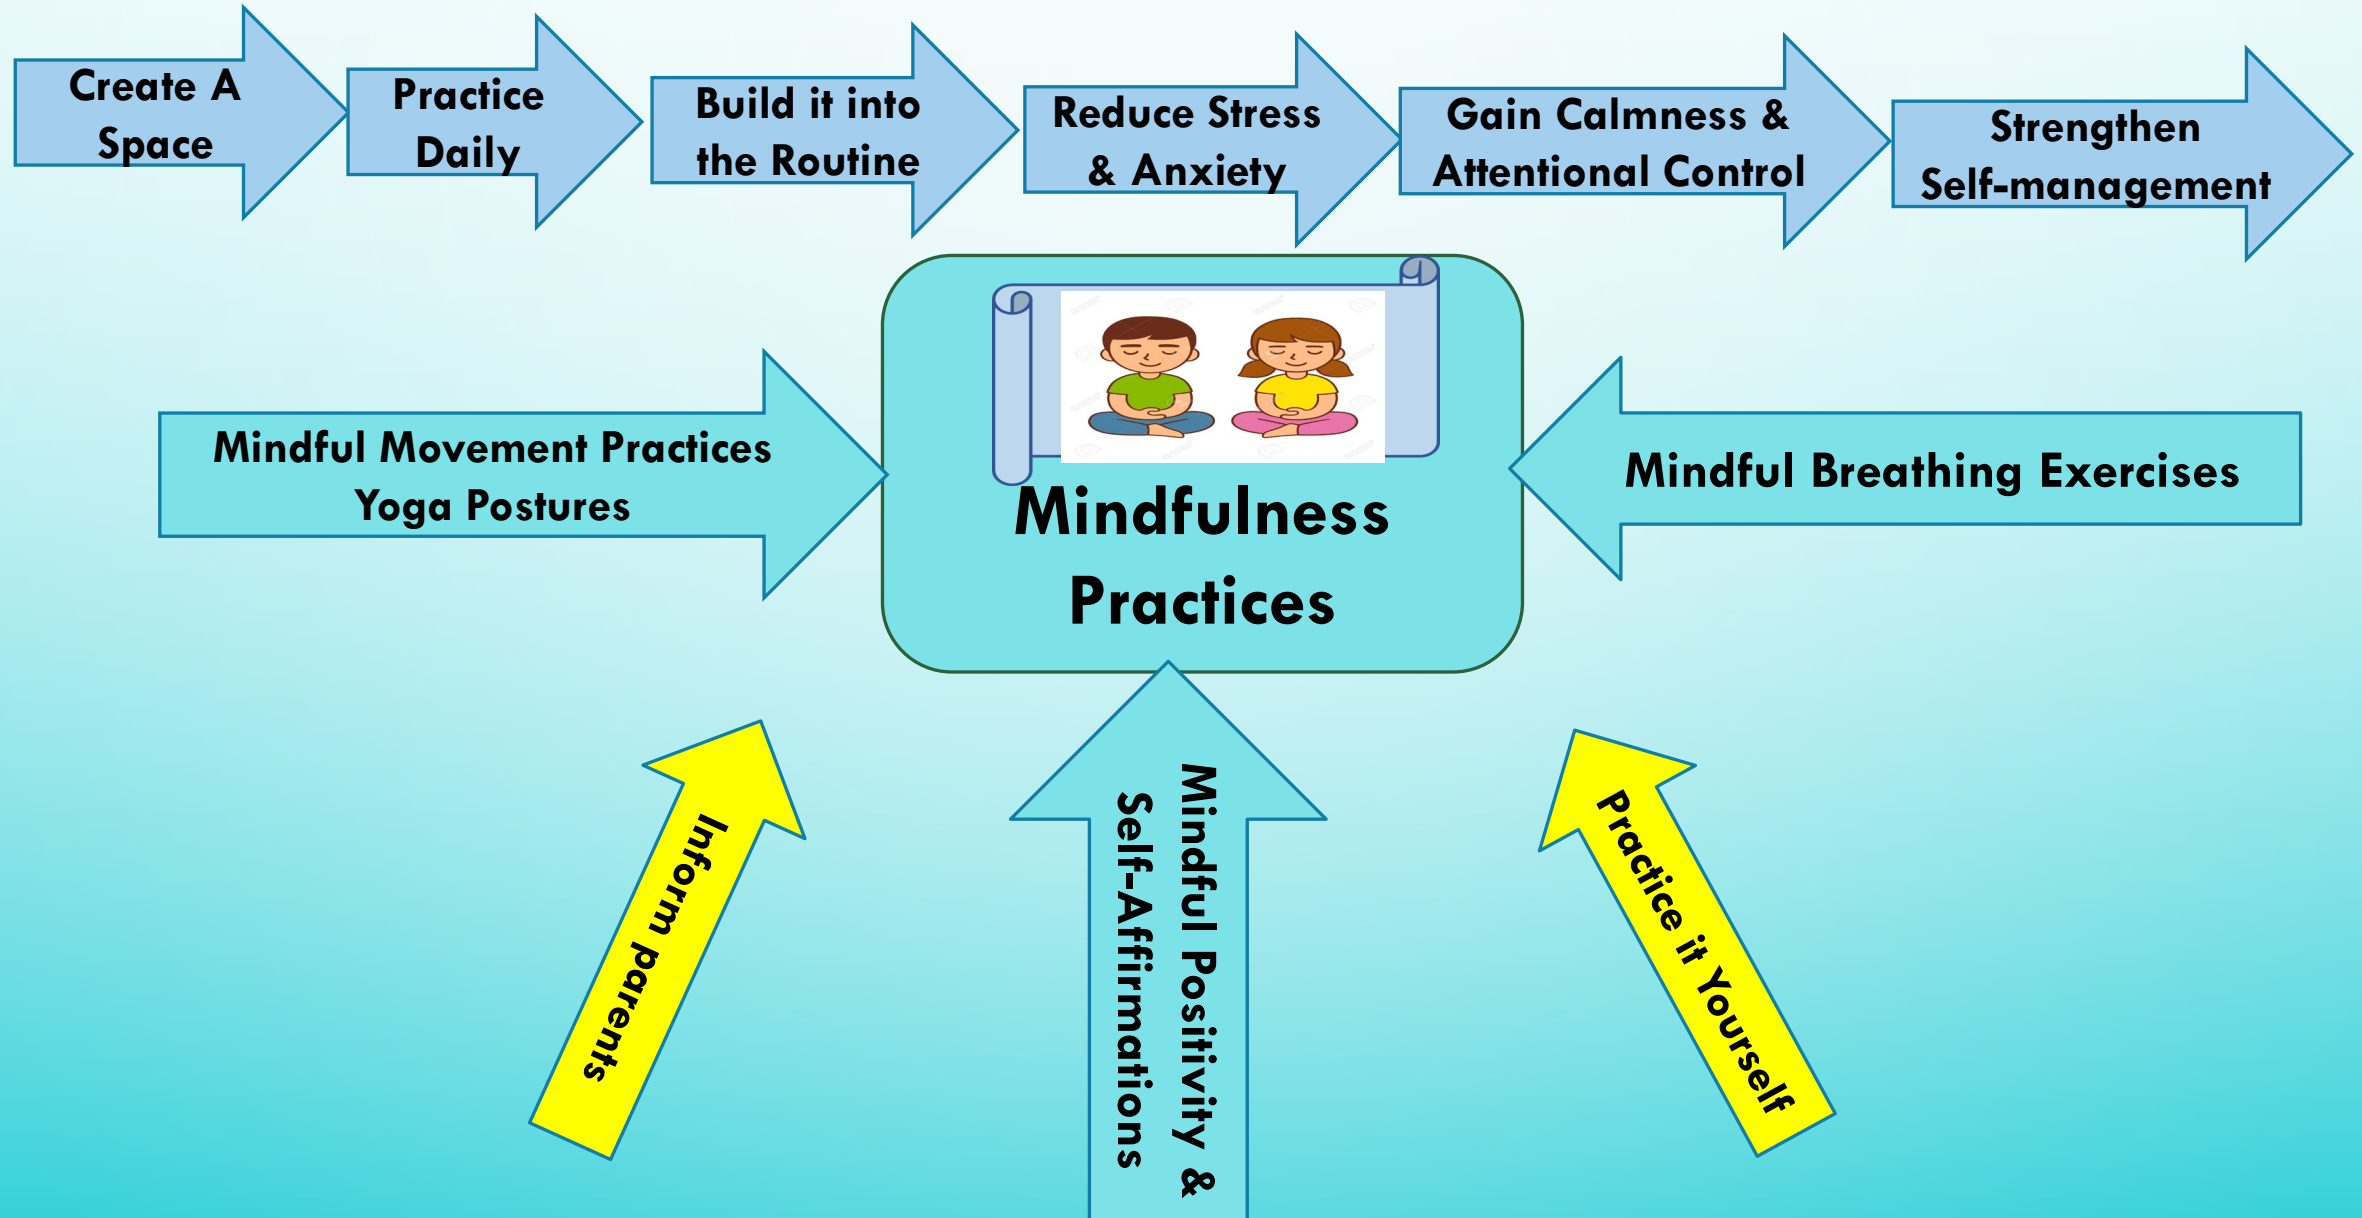 Create A
Space
Practice
Daily
Build it into
the Routine
Reduce Stress
& Anxiety
Gain Calmness &
Attentional Control
Strengthen
Self-management
Mindful Movement Practices
Yoga Postures
Mindfulness
Practices
Mindful Breathing Exercises
Inform parents
Mindful Positivity &
Self-Affirmations
Practice it Yourself